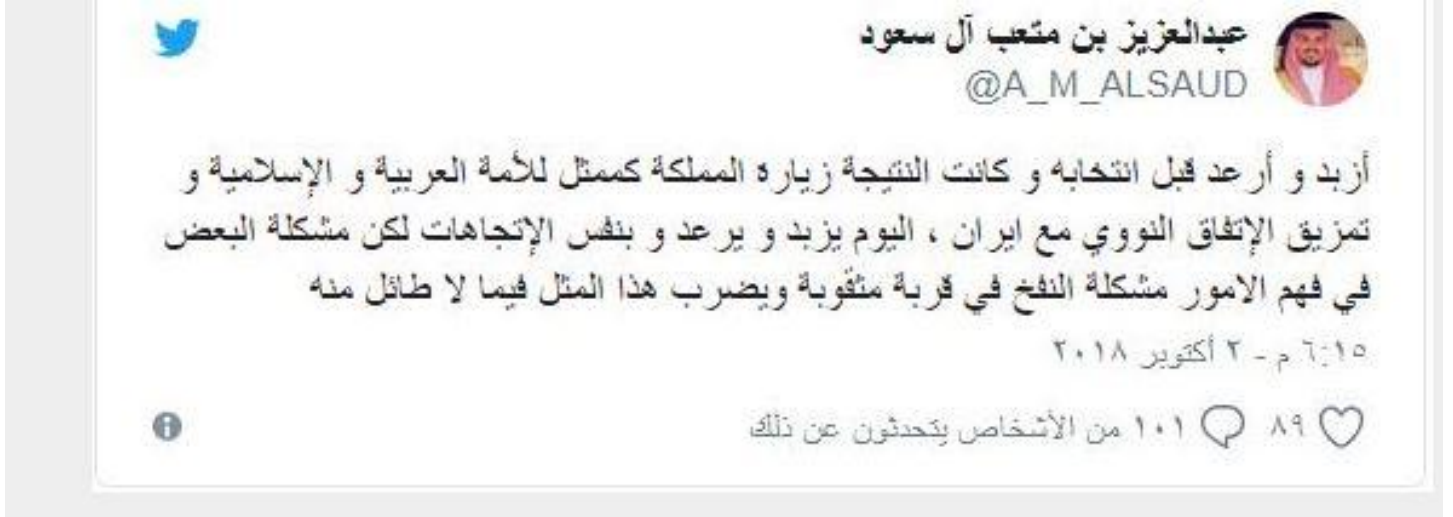 عبدالعزيز بن متعب آل سعود
@A_M_ALSAUD
أزبد و أرعد قبل انتخابه و كانت النتيجة زياره المملكة كممثل للأمة العربية و الإسلامية و
تمزيق الإتفاق النووي مع ايران ، اليوم يزبد و يرعد و بنفس الإتجاهات لكن مشكلة البعض
في فهم الامور مشكلة النفخ في قربة مثقوبة ويضرب هذا المثل فيما لا طائل منه
٦:١٥ م - ٢ أكتوبر ٢٠١٨
٨٩ ١٠١ من الأشخاص يتحدثون عن ذلك